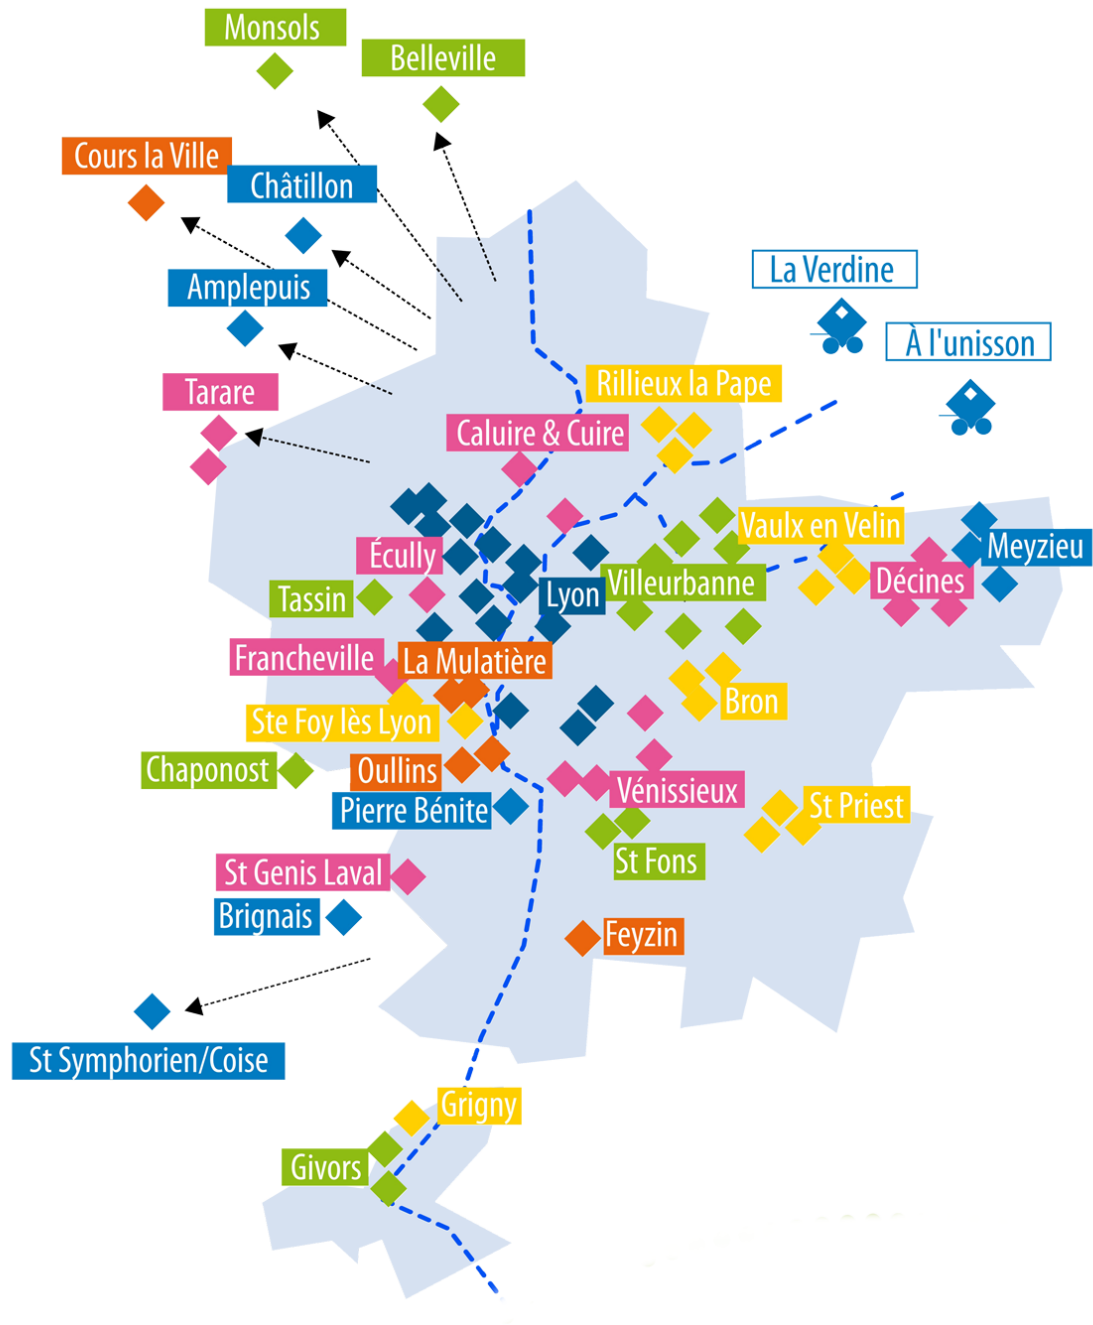 Monsols
Belleville
Cours la Ville
Châtillon
La Verdine
Amplepuis
À l'unisson
Tarare
Rillieux la Pape
Caluire & Cuire
Vaulx en Velin
Écully
Meyzieu
Tassin
Lyon
Villeurbanne
Décines
Francheville
La Mulatière
Ste Foy lès Lyon
Bron
Chaponost
Oullins
Vénissieux
St Priest
Pierre Bénite
St Fons
St Genis Laval
Brignais
Feyzin
St Symphorien/Coise
Grigny
Givors